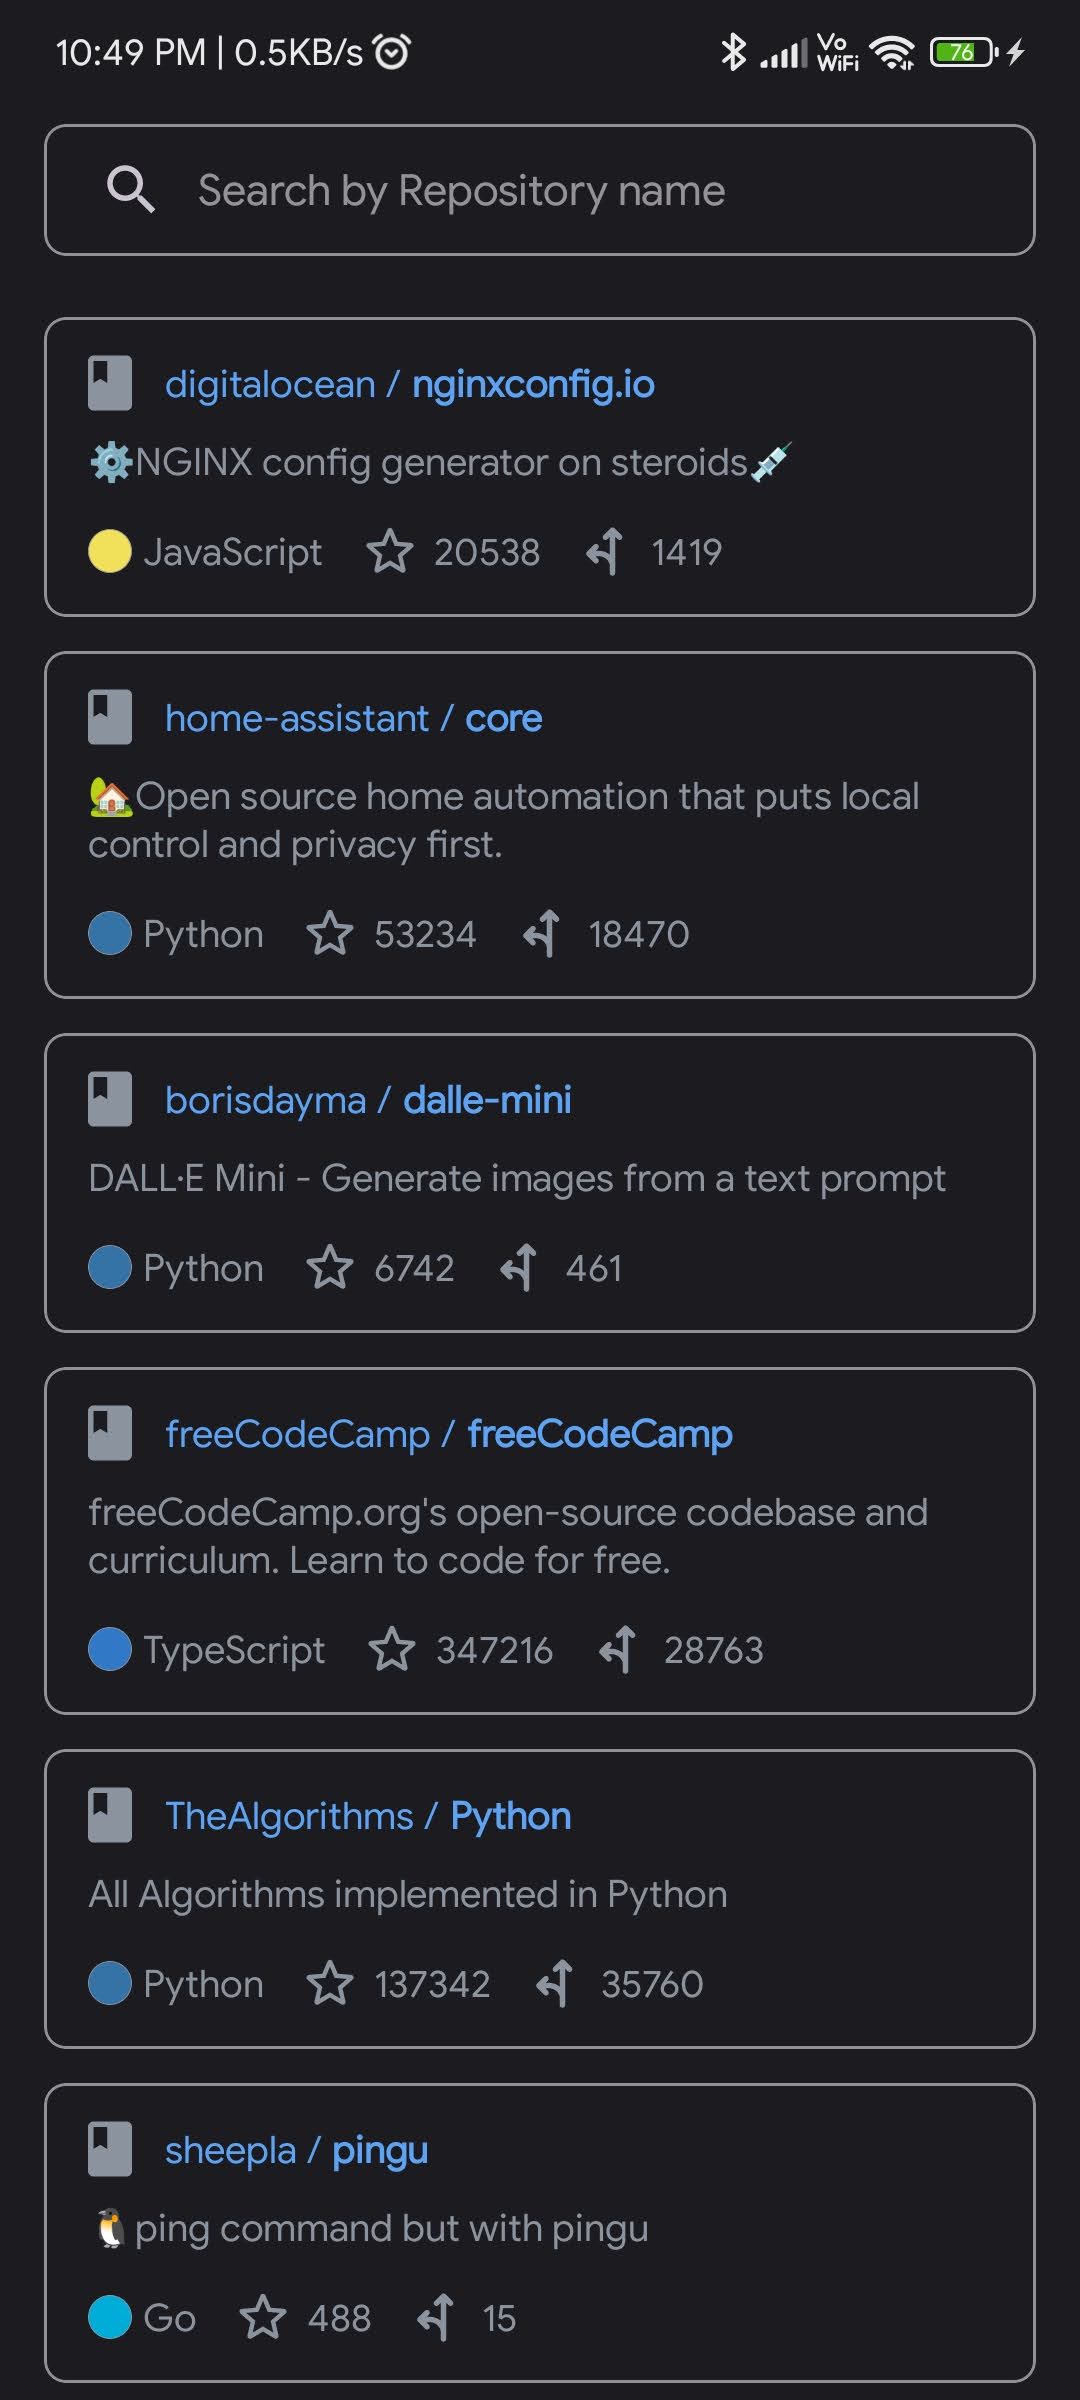 10:49 PM | 0.5KB/s
Vo
WiFi
76
Search by Repository name
digitalocean / nginxconfig.io
⚙️NGINX config generator on steroids💉
JavaScript 20538 1419
home-assistant / core
🏡Open source home automation that puts local
control and privacy first.
Python 53234 18470
borisdayma / dalle-mini
DALL·E Mini - Generate images from a text prompt
Python 6742 461
freeCodeCamp / freeCodeCamp
freeCodeCamp.org's open-source codebase and
curriculum. Learn to code for free.
TypeScript 347216 28763
TheAlgorithms / Python
All Algorithms implemented in Python
Python 137342 35760
sheepla / pingu
🐧ping command but with pingu
Go 488 15